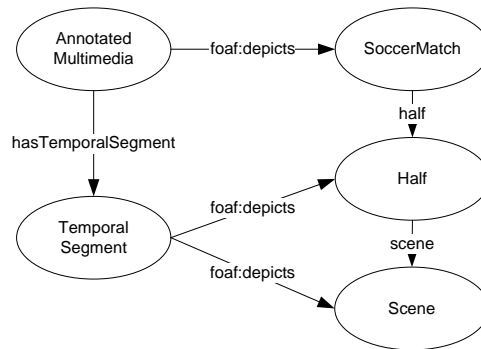 Annotated
Multimedia
foaf:depicts
SoccerMatch
hasTemporalSegment
half
Temporal
Segment
foaf:depicts
Half
foaf:depicts
scene
Scene